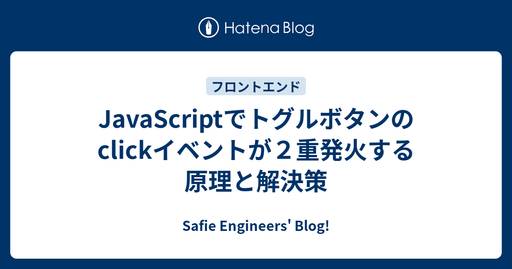 Hatena Blog
フロントエンド
JavaScriptでトグルボタンの
clickイベントが２重発火する
原理と解決策
Safie Engineers' Blog!